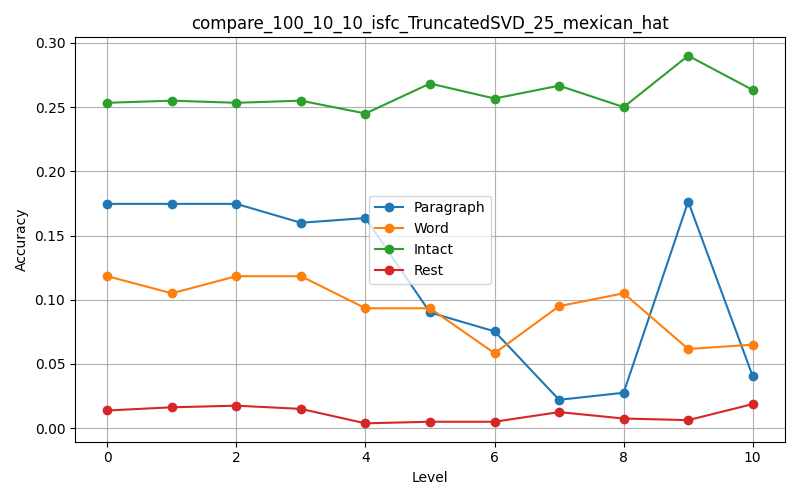 compare_100_10_10_isfc_TruncatedSVD_25_mexican_hat
Accuracy
0.30
0.25
0.20
0.15
0.10
0.05
0.00
Paragraph
Word
Intact
Rest
0 2 4 6 8 10
Level